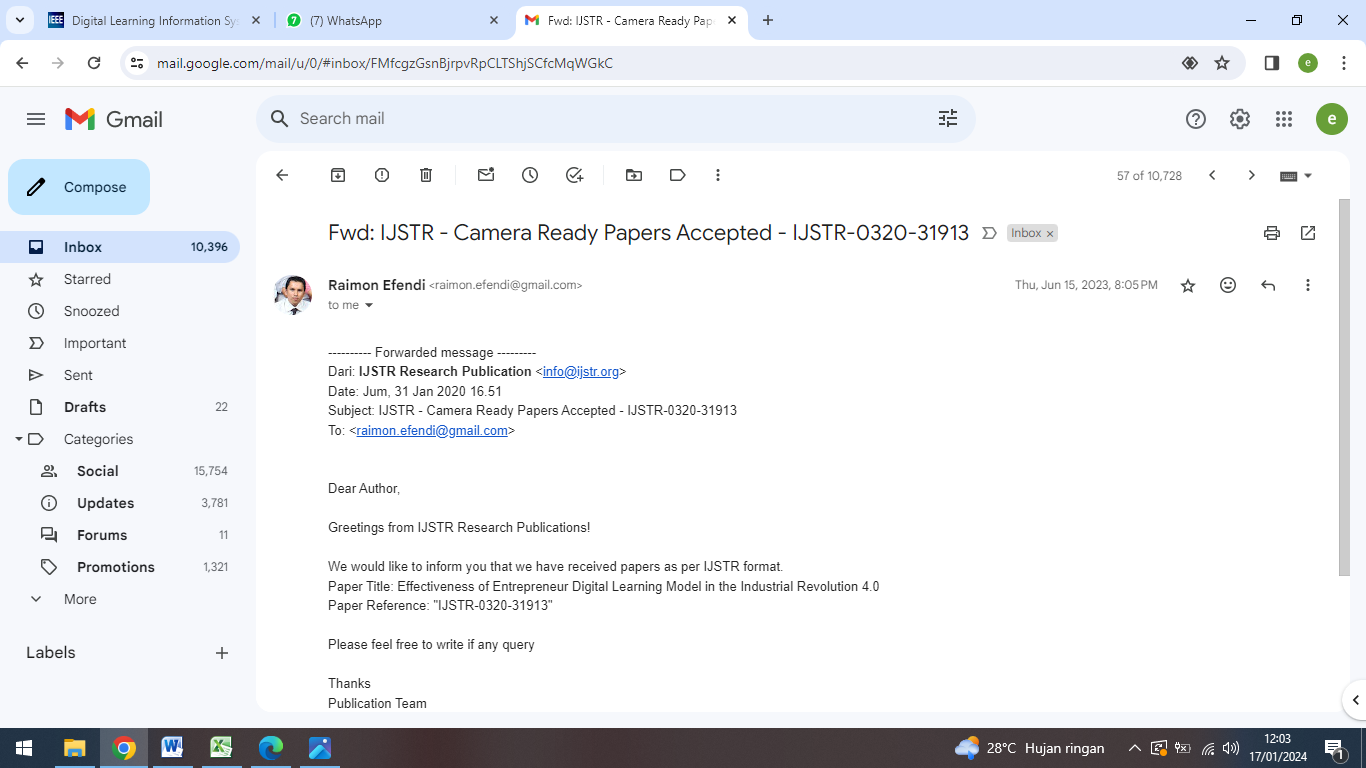 Digital Learning Information Sy
(7) WhatsApp
Fwd: IJSTR - Camera Ready Pap
mail.google.com/mail/u/0/#inbox/FMfcgzGsnBjrpvRpCLTShjSCfcMqWGkC
e
Gmail
Search mail
e
Compose
57 of 10,728
Inbox 10,396
Starred
Snoozed
Important
Sent
Drafts 22
Categories
Social 15,754
Updates 3,781
Forums 11
Promotions 1,321
More
Labels
Fwd: IJSTR - Camera Ready Papers Accepted - IJSTR-0320-31913 Inbox x
Raimon Efendi <raimon.efendi@gmail.com> Thu, Jun 15, 2023, 8:05 PM
to me
---------- Forwarded message ---------
Dari: IJSTR Research Publication <info@ijstr.org>
Date: Jum, 31 Jan 2020 16.51
Subject: IJSTR - Camera Ready Papers Accepted - IJSTR-0320-31913
To: <raimon.efendi@gmail.com>
Dear Author,
Greetings from IJSTR Research Publications!
We would like to inform you that we have received papers as per IJSTR format.
Paper Title: Effectiveness of Entrepreneur Digital Learning Model in the Industrial Revolution 4.0
Paper Reference: "IJSTR-0320-31913"
Please feel free to write if any query
Thanks
Publication Team
28°C Hujan ringan
12:03
17/01/2024
1